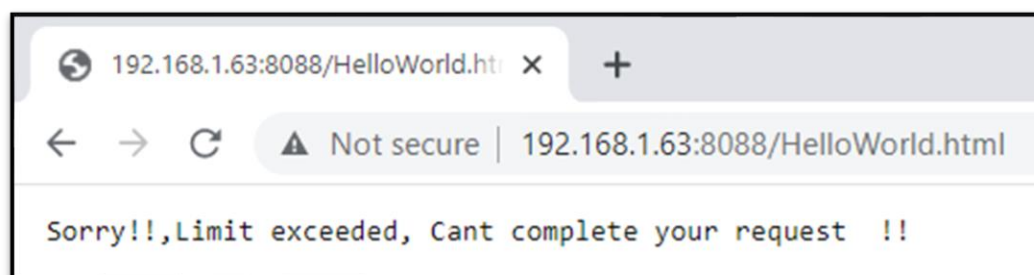 192.168.1.63:8088/HelloWorld.ht
Not secure | 192.168.1.63:8088/HelloWorld.html
Sorry!!,Limit exceeded, Cant complete your request  !!